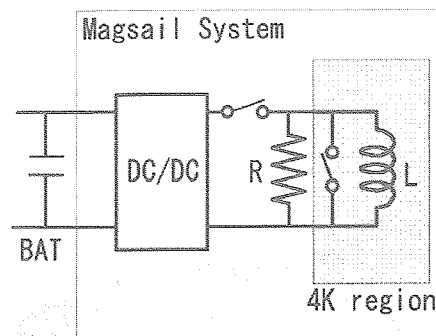 Magsail System
DC/DC
R
L
BAT
4K region